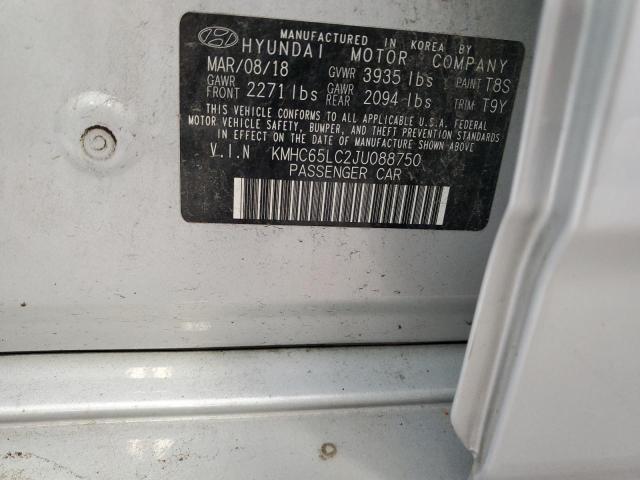 MANUFACTURED IN KOREA BY
HYUNDAI MOTOR COMPANY
MAR/08/18 GVWR 3935 lbs PAINT T8S
GAWR FRONT 2271 lbs GAWR REAR 2094 lbs TRIM: T9Y
THIS VEHICLE CONFORMS TO ALL APPLICABLE U.S.A. FEDERAL
MOTOR VEHICLE SAFETY, BUMPER, AND THEFT PREVENTION STANDARDS
IN EFFECT ON THE DATE OF MANUFACTURE SHOWN ABOVE.
V.I.N KMHC65LC2JU088750
PASSENGER CAR